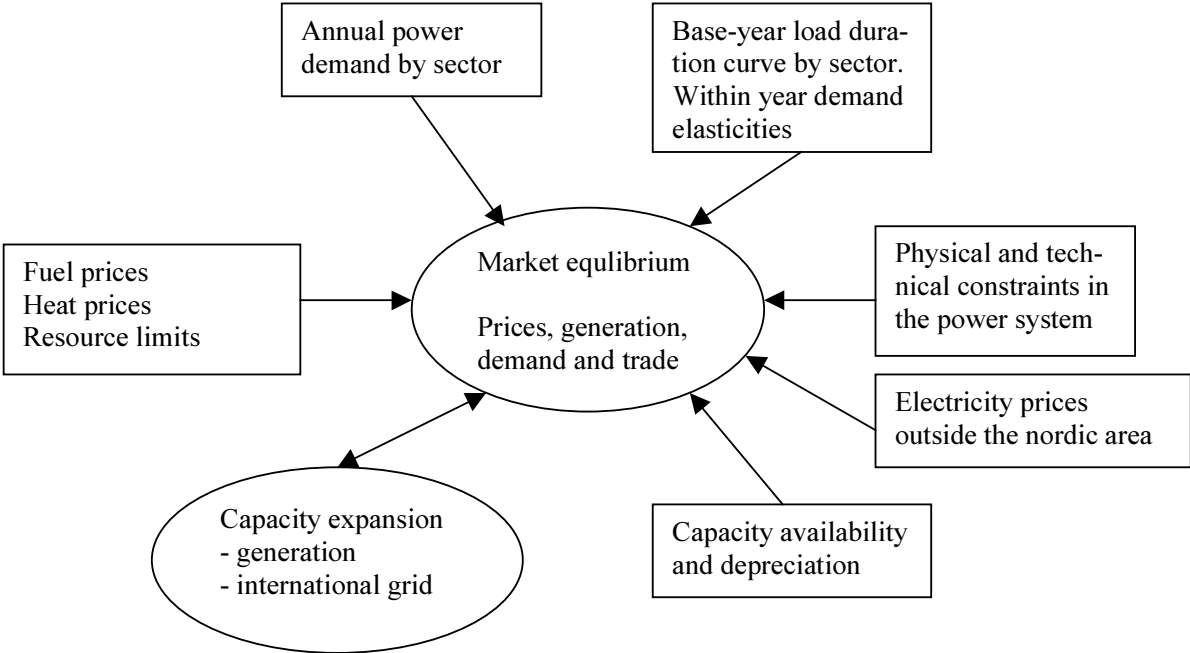 Annual power
demand by sector
Base-year load dura-
tion curve by sector.
Within year demand
elasticities
Fuel prices
Heat prices
Resource limits
Market equlibrium
Prices, generation,
demand and trade
Physical and tech-
nical constraints in
the power system
Electricity prices
outside the nordic area
Capacity expansion
- generation
- international grid
Capacity availability
and depreciation